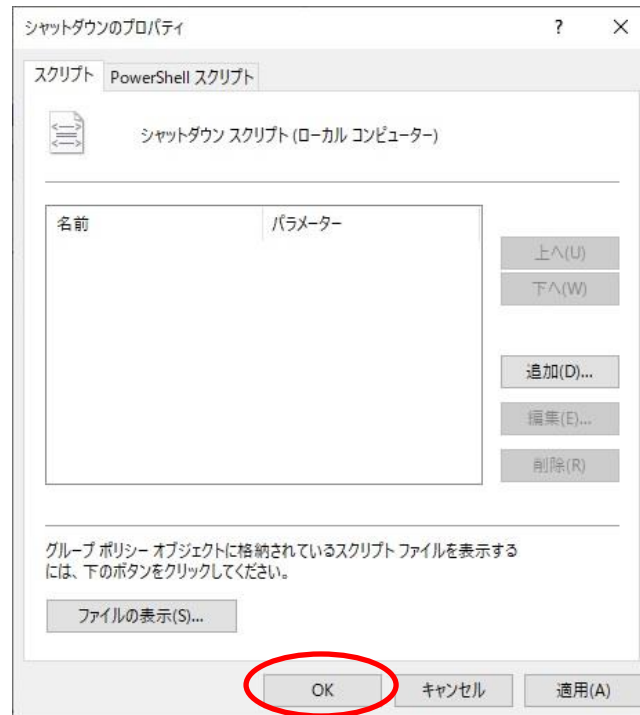 シャットダウンのプロパティ ? ×
スクリプト PowerShell スクリプト
シャットダウン スクリプト (ローカル コンピューター)
名前 パラメーター
上へ(U)
下へ(W)
追加(D)...
編集(E)...
削除(R)
グループ ポリシー オブジェクトに格納されているスクリプト ファイルを表示する
には、下のボタンをクリックしてください。
ファイルの表示(S)...
OK キャンセル 適用(A)